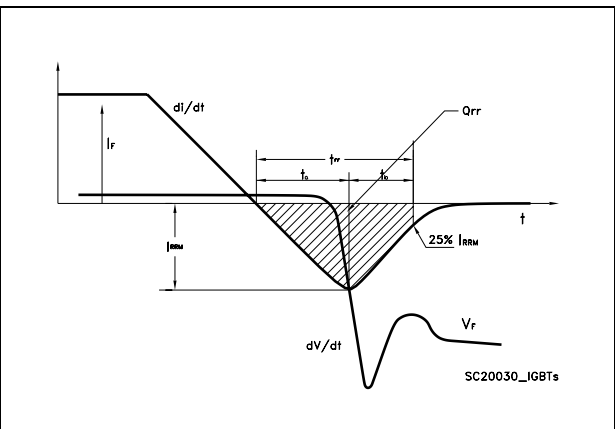 di/dt
Qrr
IF
trr
ta
tb
t
IRRM
25% IRRM
dV/dt
VF
SC20030_IGBTs